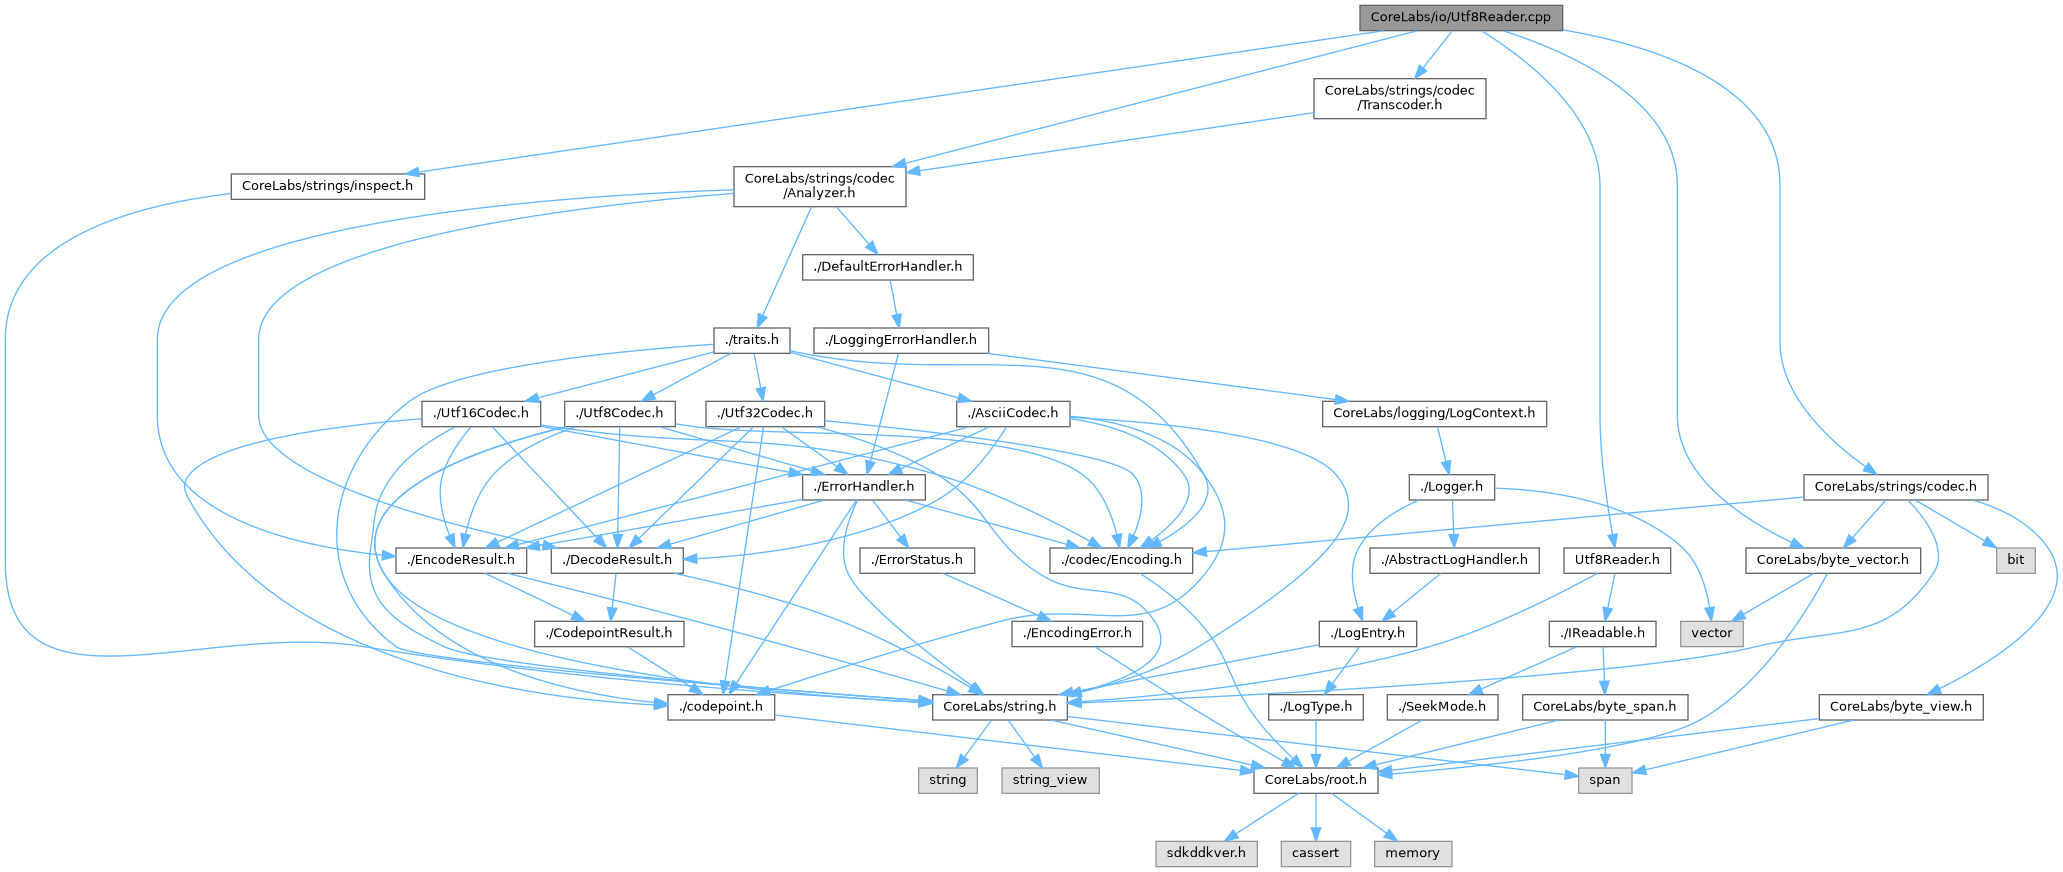 CoreLabs/io/Utf8Reader.cpp
CoreLabs/strings/codec
/Transcoder.h
CoreLabs/strings/inspect.h
CoreLabs/strings/codec
/Analyzer.h
./DefaultErrorHandler.h
./traits.h
./LoggingErrorHandler.h
./Utf16Codec.h
./Utf8Codec.h
./Utf32Codec.h
./AsciiCodec.h
CoreLabs/logging/LogContext.h
./ErrorHandler.h
./Logger.h
CoreLabs/strings/codec.h
./EncodeResult.h
./DecodeResult.h
./ErrorStatus.h
./codec/Encoding.h
./AbstractLogHandler.h
Utf8Reader.h
CoreLabs/byte_vector.h
bit
./CodepointResult.h
./EncodingError.h
./LogEntry.h
./IReadable.h
vector
./codepoint.h
CoreLabs/string.h
./LogType.h
./SeekMode.h
CoreLabs/byte_span.h
CoreLabs/byte_view.h
string
string_view
CoreLabs/root.h
span
sdkddkver.h
cassert
memory